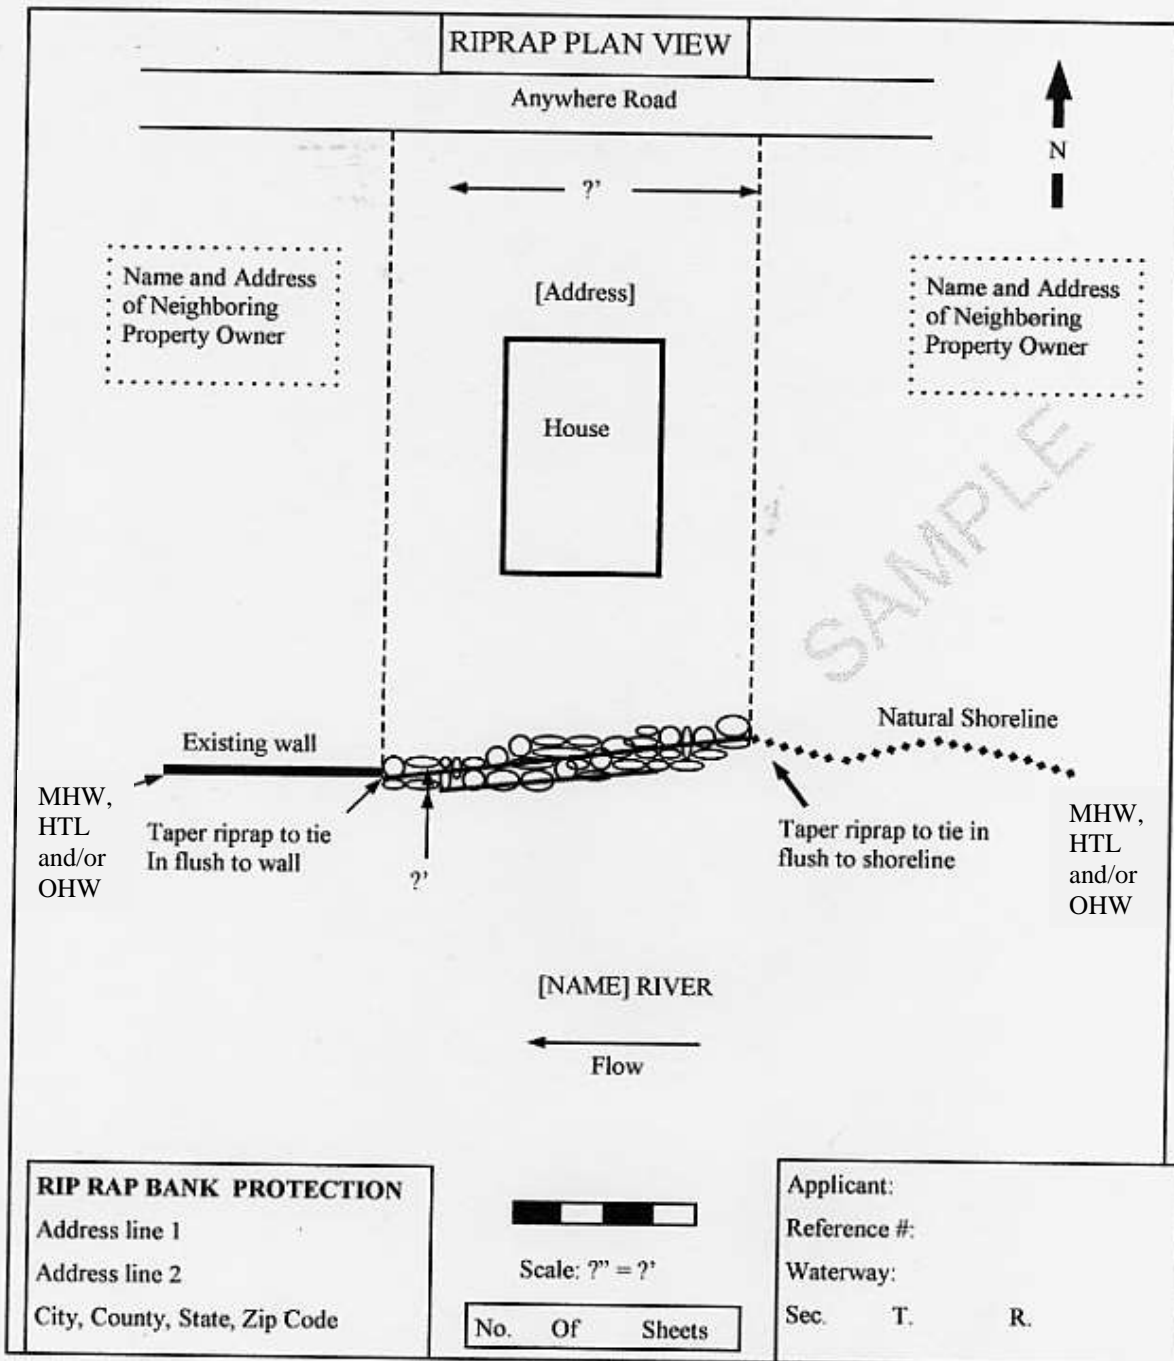 RIPRAP PLAN VIEW
Anywhere Road
N
?’
Name and Address
of Neighboring
Property Owner
[Address]
Name and Address
of Neighboring
Property Owner
House
SAMPLE
Natural Shoreline
Existing wall
MHW,
HTL
and/or
OHW
Taper riprap to tie
In flush to wall
?’
Taper riprap to tie in
flush to shoreline
MHW,
HTL
and/or
OHW
[NAME] RIVER
Flow
RIP RAP BANK PROTECTION
Address line 1
Address line 2
City, County, State, Zip Code
Scale: ?” = ?’
No. Of Sheets
Applicant:
Reference #:
Waterway:
Sec. T. R.